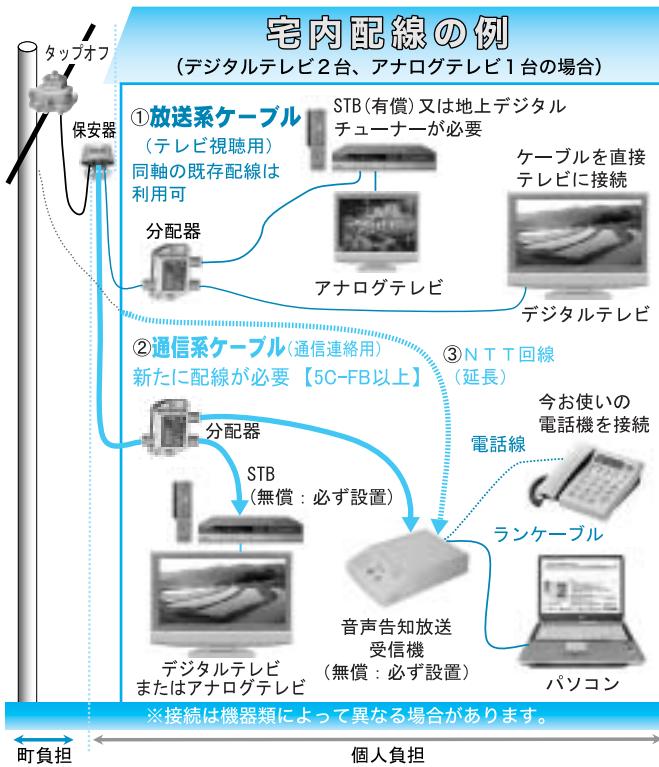 宅内配線の例
(デジタルテレビ2台、アナログテレビ1台の場合)
タップオフ
保安器
①放送系ケーブル
(テレビ視聴用)
同軸の既存配線は
利用可
STB(有償)又は地上デジタル
チューナーが必要
ケーブルを直接
テレビに接続
分配器
アナログテレビ
デジタルテレビ
②通信系ケーブル(通信連絡用)
新たに配線が必要【5C-FB以上】
③NTT回線
(延長)
分配器
今お使いの
電話機を接続
電話線
STB
(無償:必ず設置)
ランケーブル
音声告知放送
受信機
(無償:必ず設置)
デジタルテレビ
またはアナログテレビ
パソコン
※接続は機器類によって異なる場合があります。
町負担
個人負担